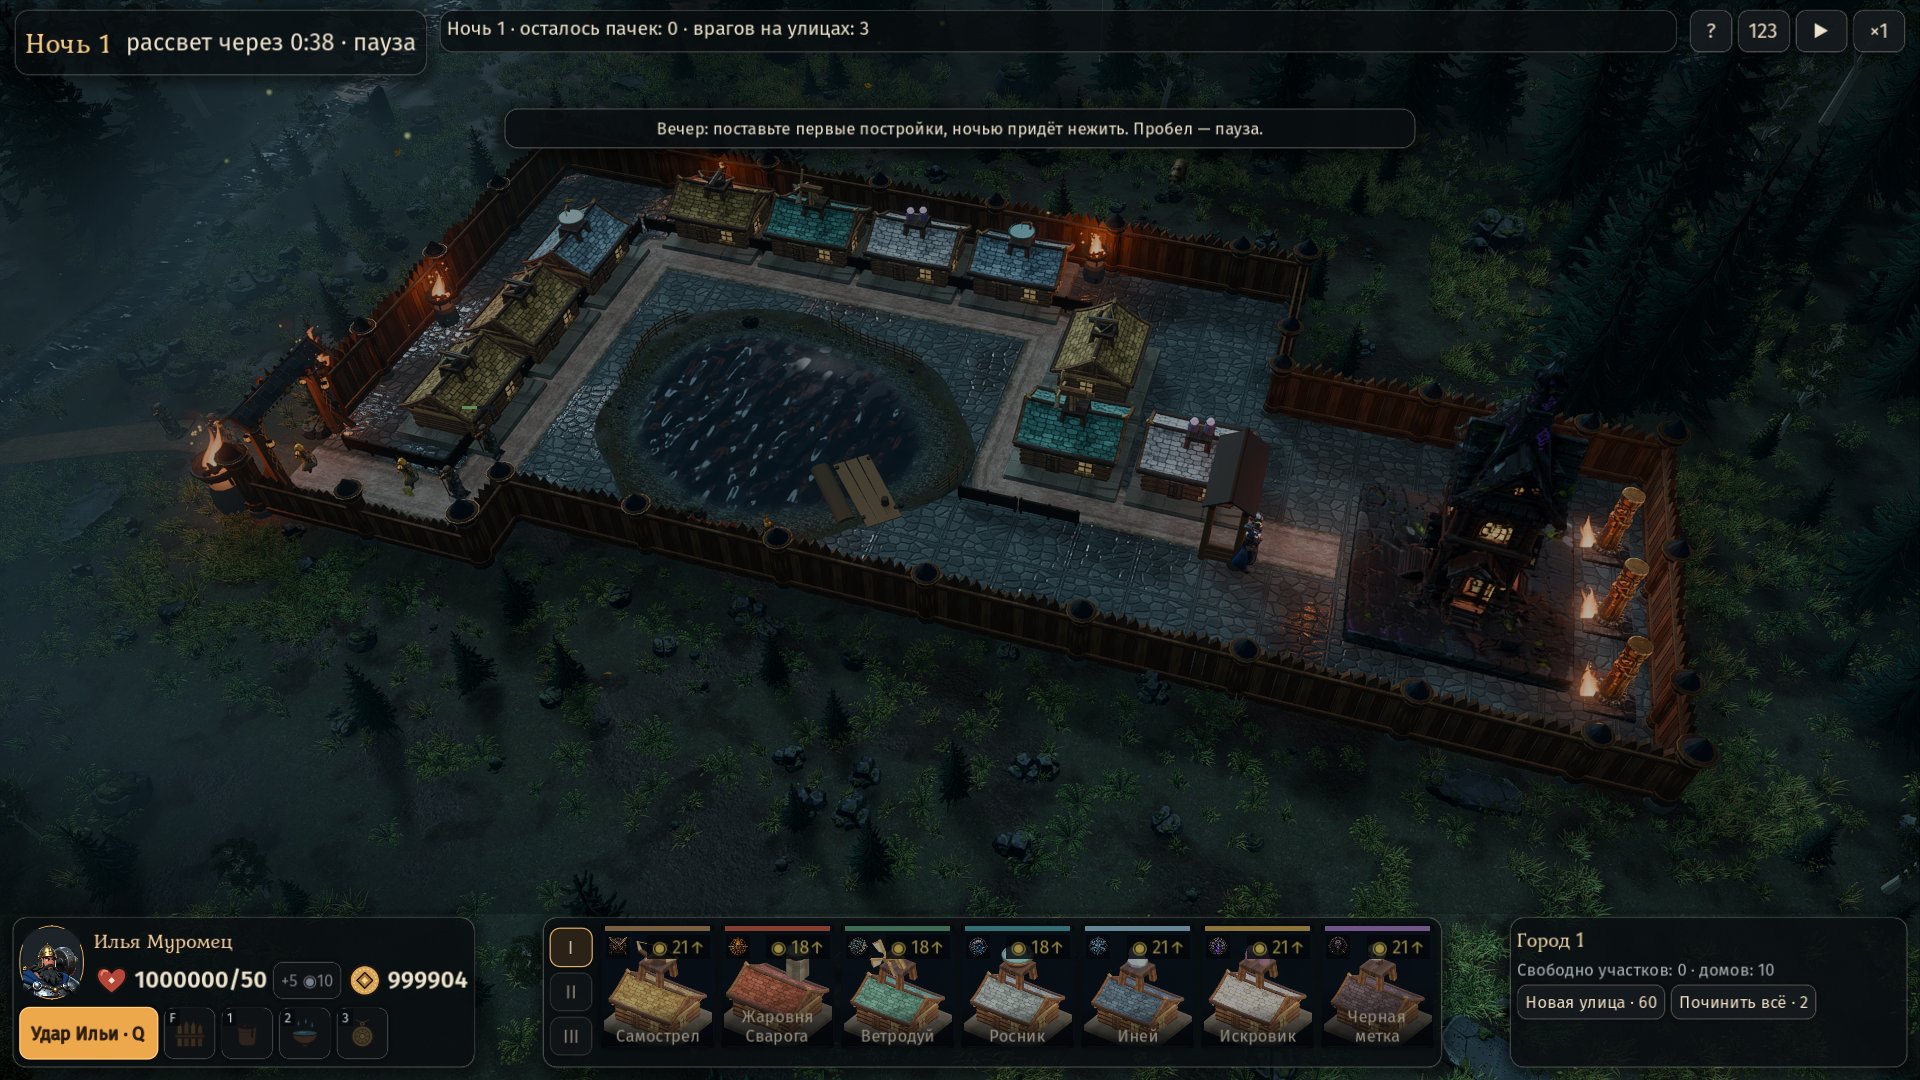 Ночь 1 рассвет через 0:38 · пауза
Ночь 1 · осталось пачек: 0 · врагов на улицах: 3
? 123 ▶ ×1
Вечер: поставьте первые постройки, ночью придёт нежить. Пробел — пауза.
Илья Муромец
1000000/50 +5 10 999904
Удар Ильи · Q
F 1 2 3
I
II
III
21↑ 18↑ 18↑ 18↑ 21↑ 21↑ 21↑
Самострел
Жаровня
Сварога
Ветродуй
Росник
Иней
Искровик
Черная
метка
Город 1
Свободно участков: 0 · домов: 10
Новая улица · 60 Починить всё · 2